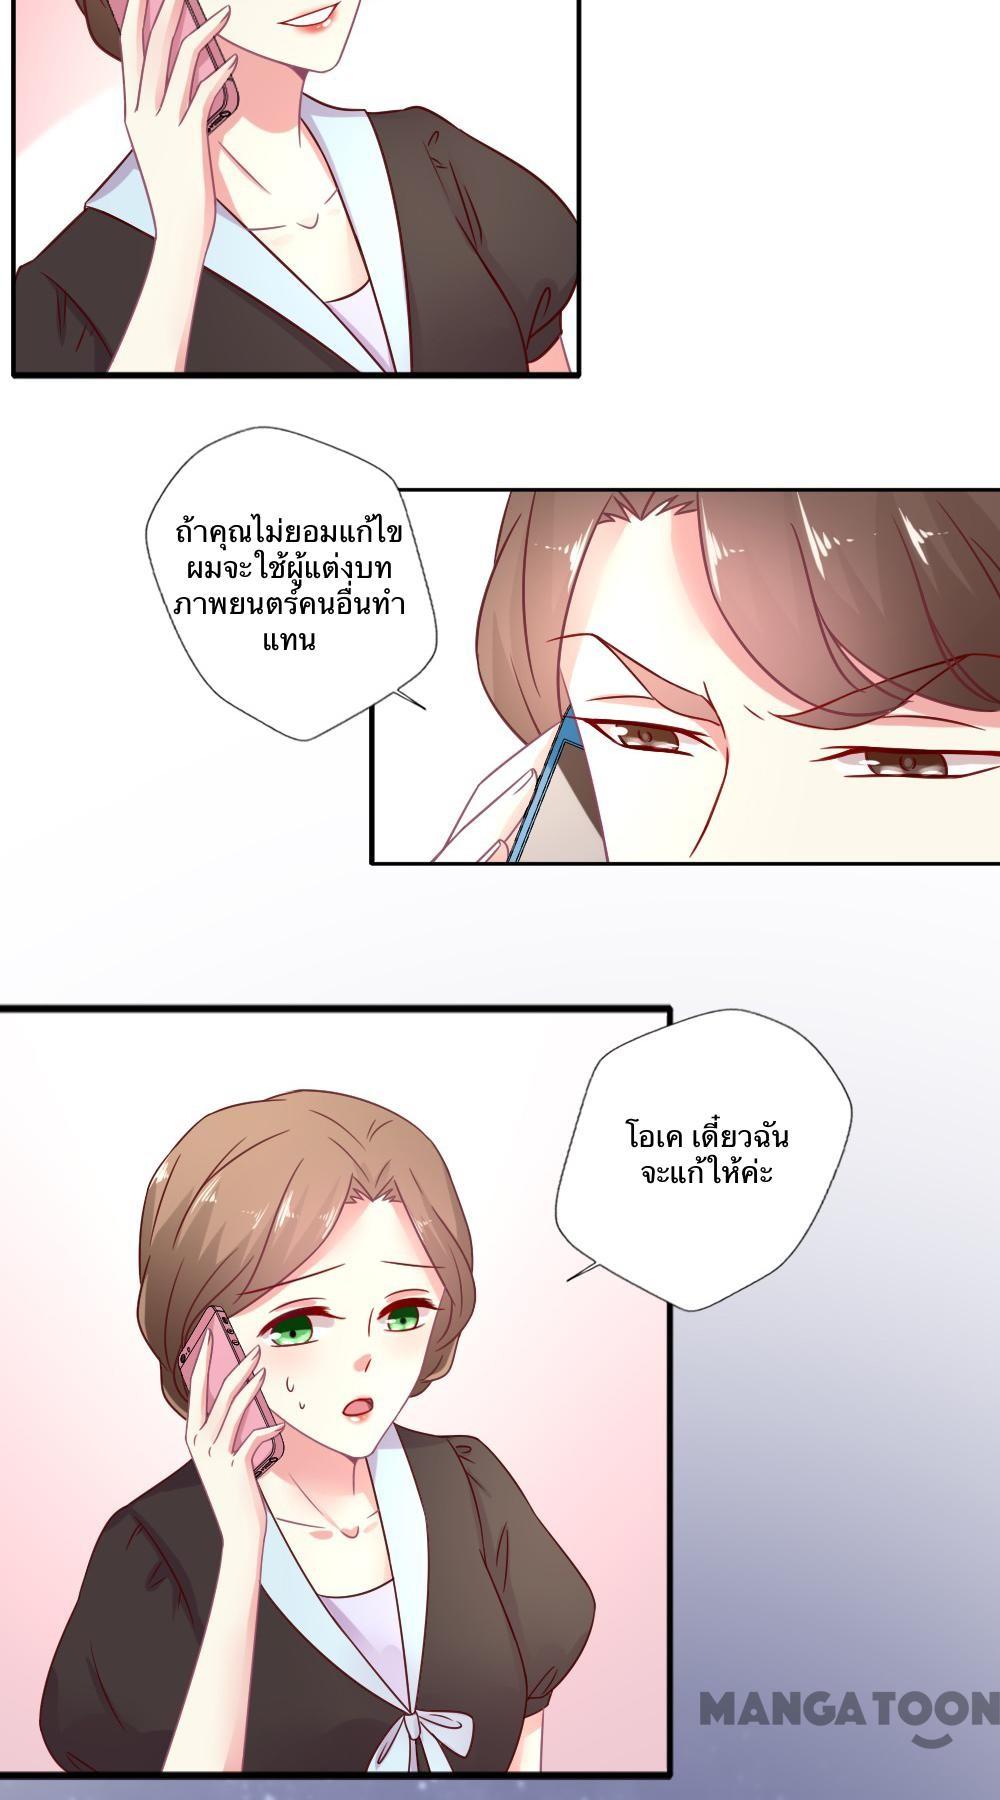 ถ้าคุณไม่ยอมแก้ไข
ผมจะใช้ผู้แต่งบท
ภาพยนตร์คนอื่นทำ
แทน
โอเค เดี๋ยวฉัน
จะแก้ให้ค่ะ
MANGATOON